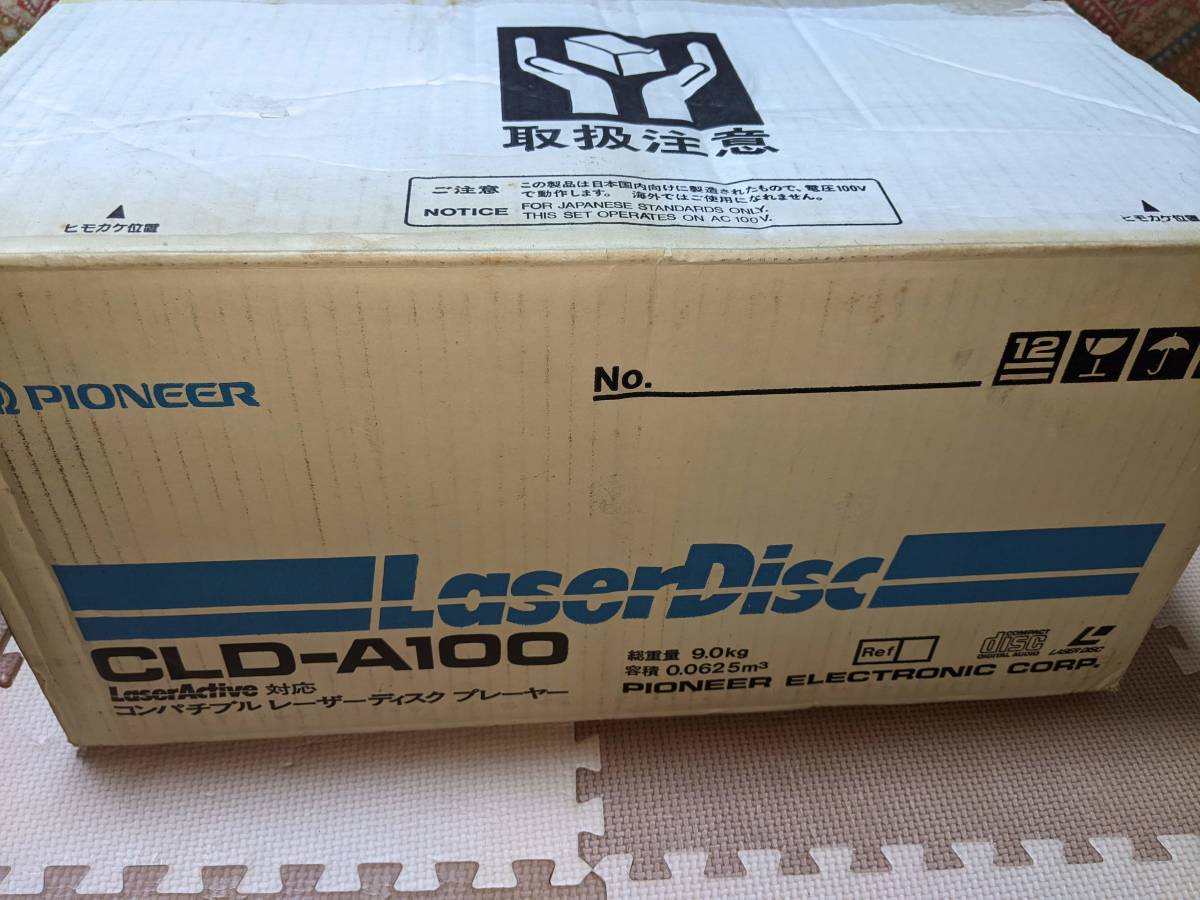 取扱注意
ご注意 この製品は日本国内向けに製造されたもので、電圧100V
で動作します。 海外ではご使用になれません。
NOTICE FOR JAPANESE STANDARDS ONLY.
THIS SET OPERATES ON AC 100V.
ヒモカケ位置
ヒモカケ位置
PIONEER
No.
12
LaserDisc
CLD-A100
LaserActive 対応
コンパチブル レーザーディスク プレーヤー
総重量 9.0kg
容積 0.0625m³
Ref
COMPACT
disc
DIGITAL AUDIO
LASER DISC
PIONEER ELECTRONIC CORP.